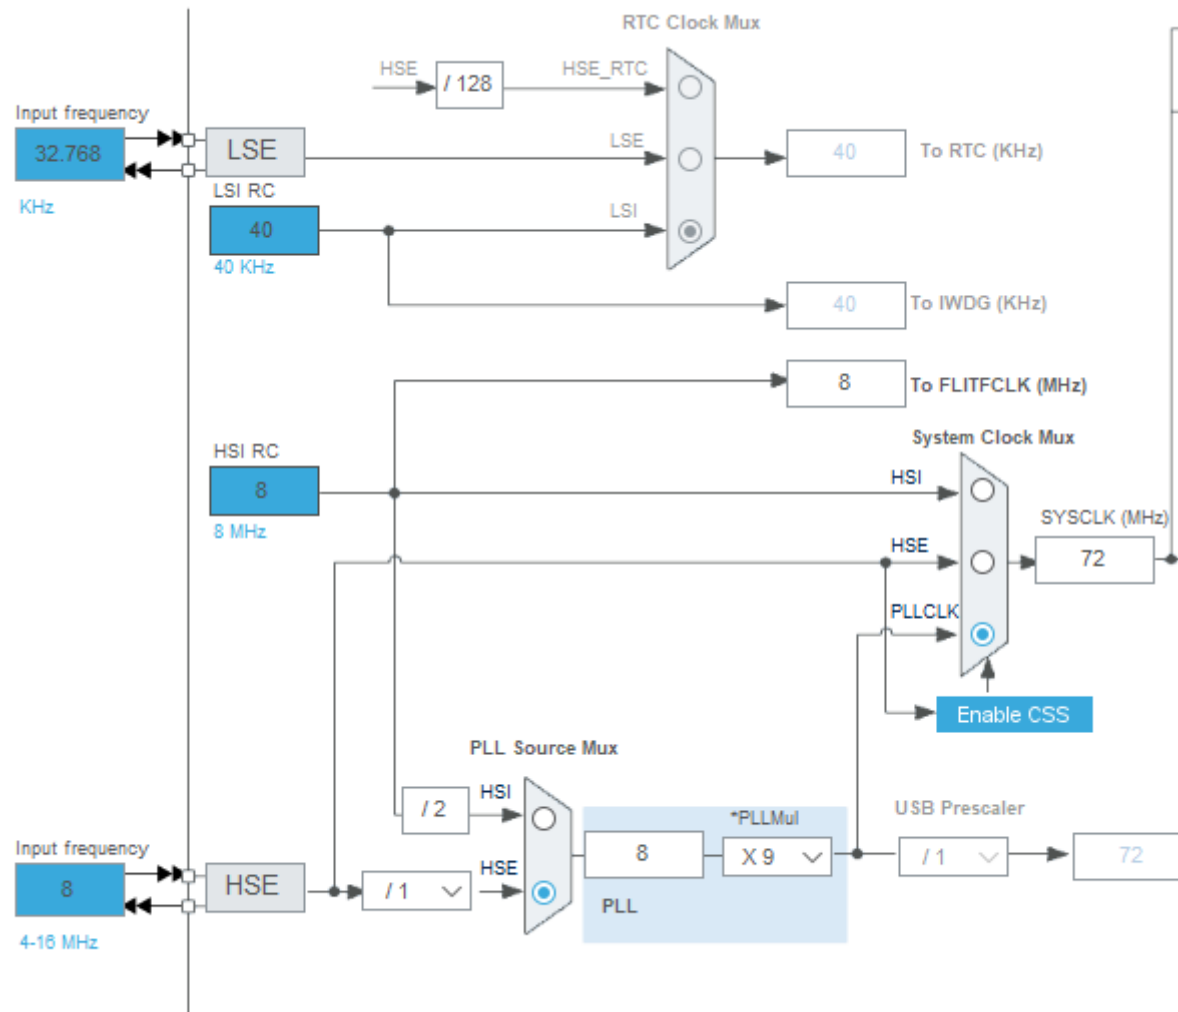 RTC Clock Mux
HSE
/ 128
HSE_RTC
Input frequency
32.768
KHz
LSE
LSE
40
To RTC (KHz)
LSI RC
40
40 KHz
LSI
40
To IWDG (KHz)
8
To FLITFCLK (MHz)
System Clock Mux
HSI RC
8
8 MHz
HSI
SYSCLK (MHz)
HSE
72
PLLCLK
Enable CSS
PLL Source Mux
/ 2
HSI
*PLLMul
USB Prescaler
Input frequency
8
4-16 MHz
HSE
/ 1
HSE
8
X 9
PLL
/ 1
72